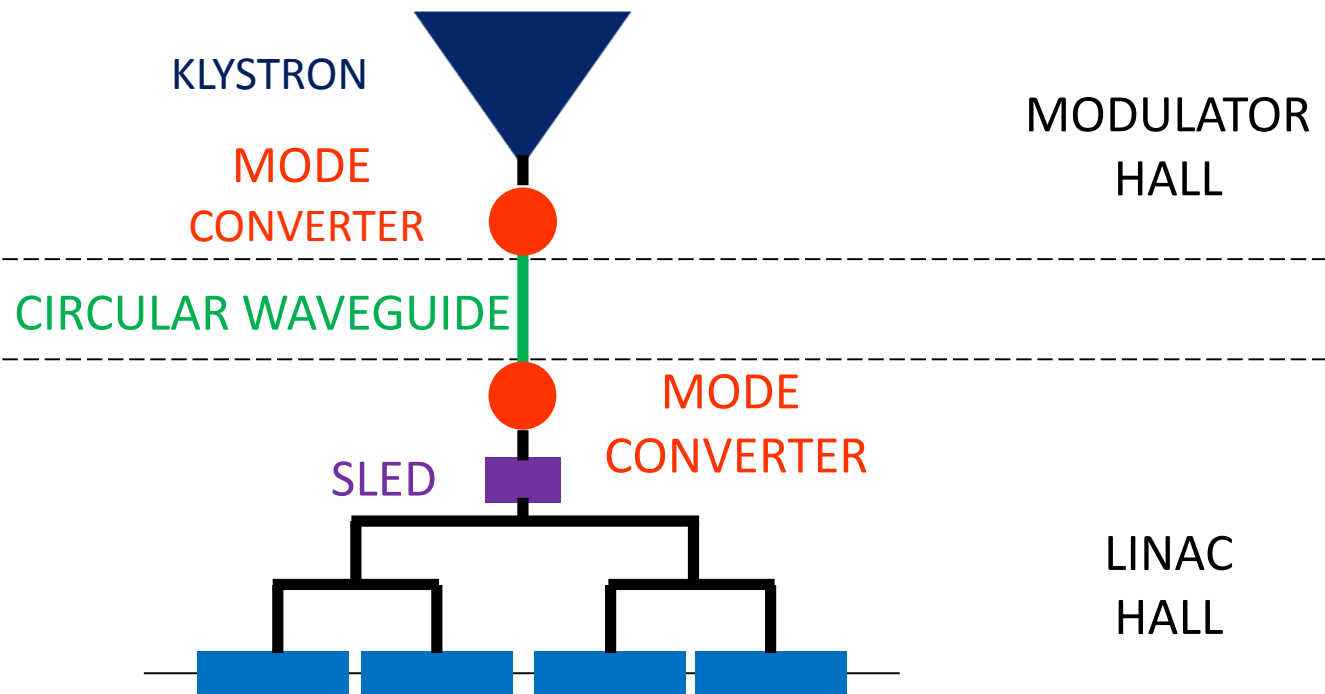 KLYSTRON
MODULATOR
HALL
MODE
CONVERTER
CIRCULAR WAVEGUIDE
MODE
CONVERTER
SLED
LINAC
HALL